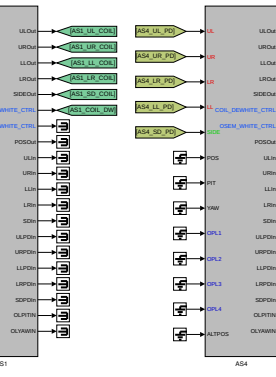 ULOut
UROut
LLOut
LROut
SIDEOut
WHITE_CTRL
WHITE_CTRL
POSOut
ULIn
URIn
LLIn
LRIn
SDIn
ULPDIn
URPDIn
LLPDIn
LRPDIn
SDPDIn
OLPITIN
OLYAWIN
S1
[AS1_UL_COIL]
[AS1_UR_COIL]
[AS1_LL_COIL]
[AS1_LR_COIL]
[AS1_SD_COIL]
[AS1_COIL_DW]
[AS4_UL_PD]
[AS4_UR_PD]
[AS4_LR_PD]
[AS4_LL_PD]
[AS4_SD_PD]
UL
UR
LR
LL
SIDE
POS
PIT
YAW
OPL1
OPL2
OPL3
OPL4
ALTPOS
ULOut
UROut
LLOut
LROut
SIDEOut
COIL_DEWHITE_CTRL
OSEM_WHITE_CTRL
POSOut
ULIn
URIn
LLIn
LRIn
SDIn
ULPDIn
URPDIn
LLPDIn
LRPDIn
SDPDIn
OLPITIN
OLYAWIN
AS4